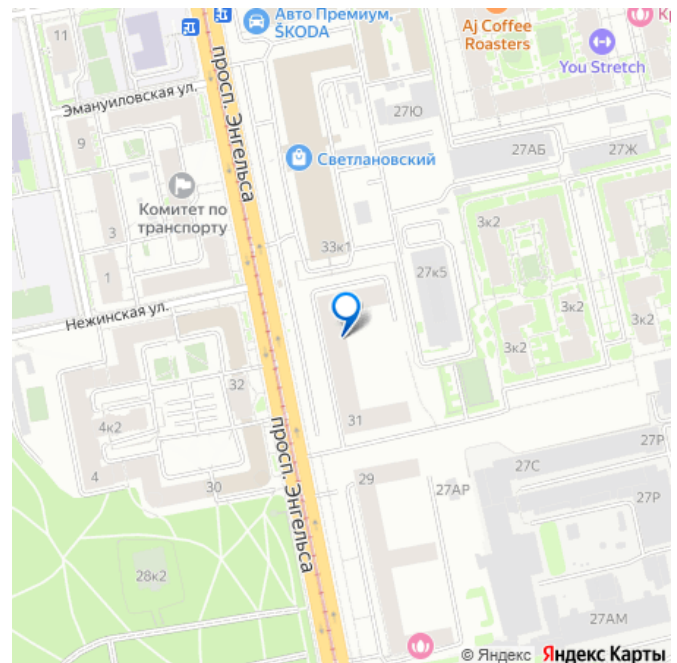 11
Авто Премиум,
ŠKODA
Aj Coffee
Roasters
You Stretch
Эмануиловская ул.
просп. Энгельса
27Ю
9
Светлановский
27АБ
27Ж
Комитет по
транспорту
3
33к1
3к2
27к5
1
Нежинская ул.
3к2
3к2
3к2
32
31
4к2
просп. Энгельса
4
30
29
27С
27Р
27АР
27Р
28к2
27АМ
© Яндекс Яндекс Карты